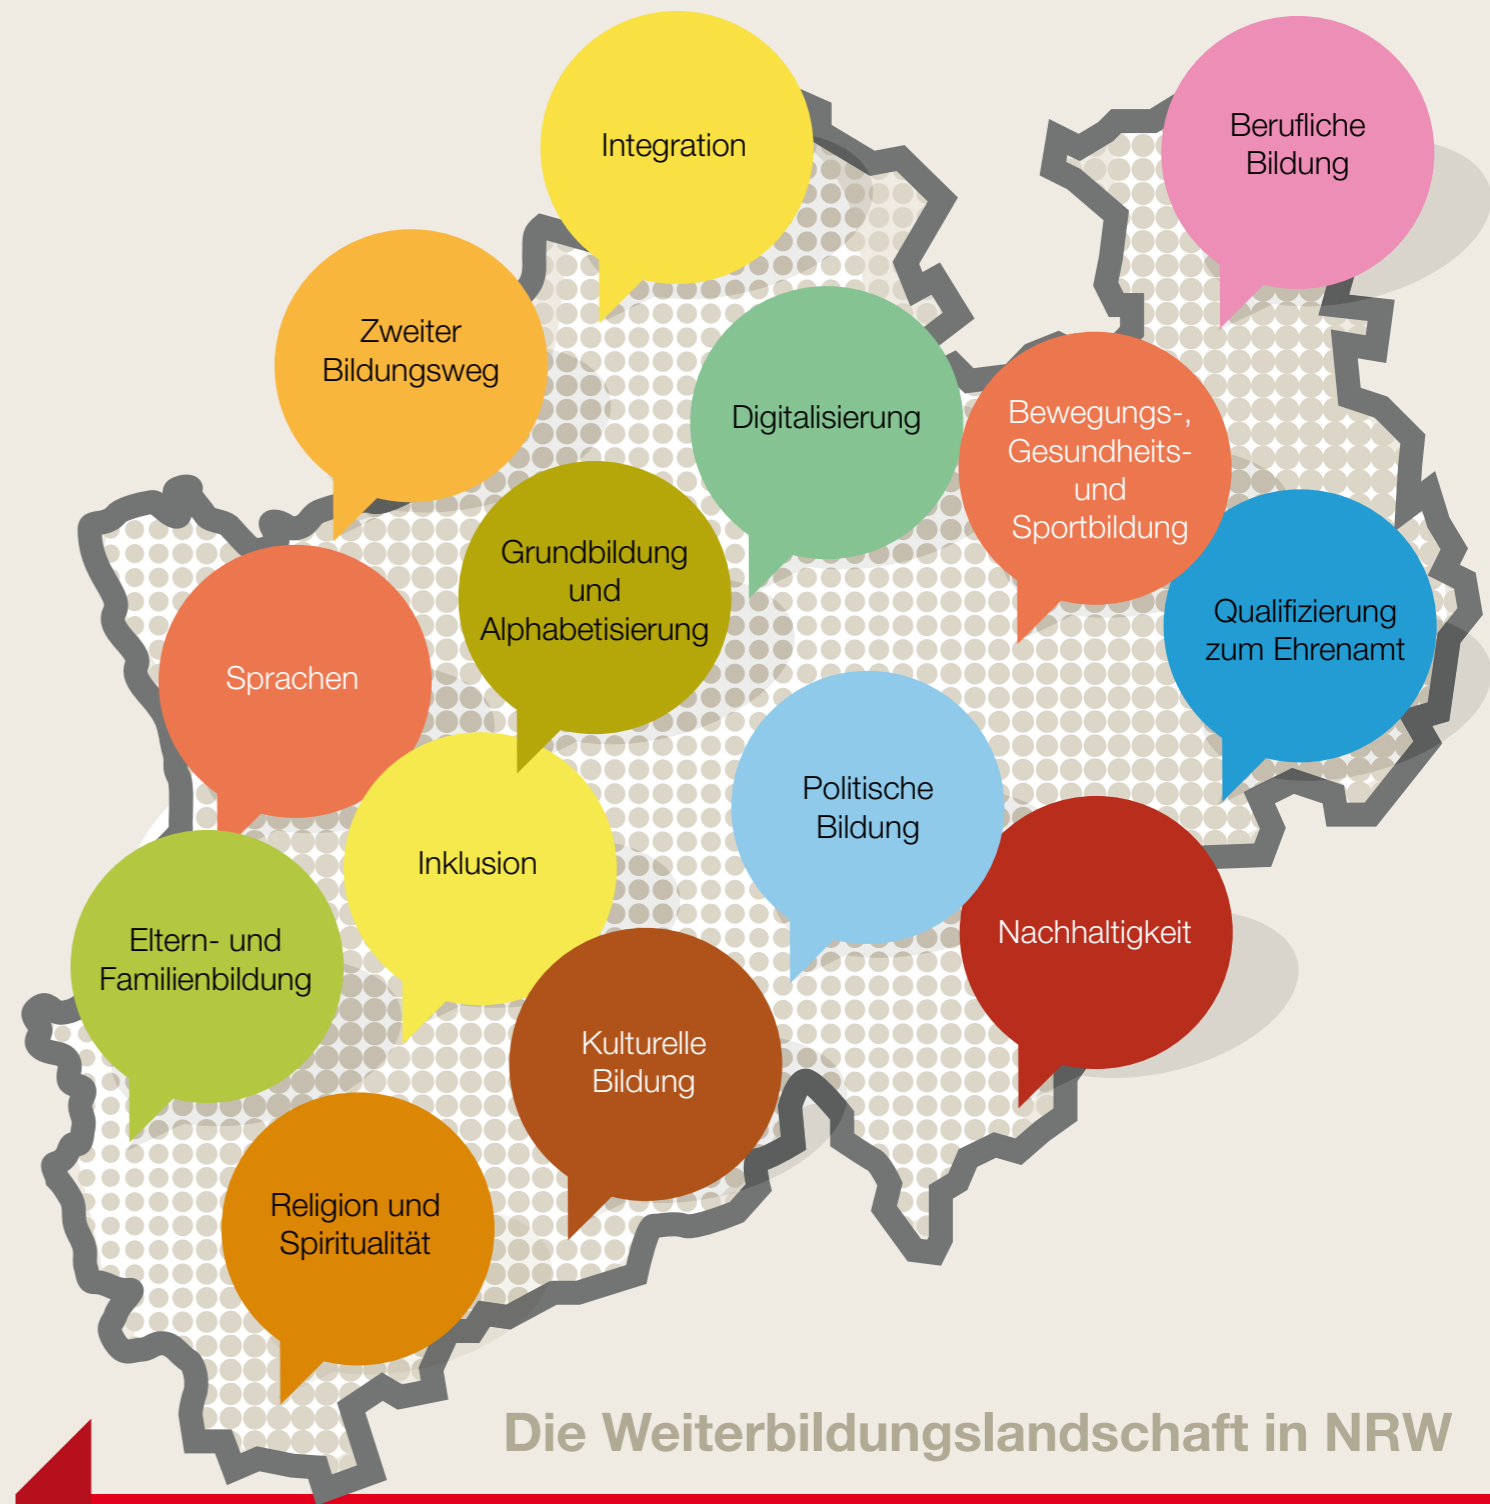 Integration
Berufliche
Bildung
Zweiter
Bildungsweg
Digitalisierung
Bewegungs-,
Gesundheits-
und
Sportbildung
Grundbildung
und
Alphabetisierung
Qualifizierung
zum Ehrenamt
Sprachen
Politische
Bildung
Inklusion
Nachhaltigkeit
Eltern- und
Familienbildung
Kulturelle
Bildung
Religion und
Spiritualität
Die Weiterbildungslandschaft in NRW